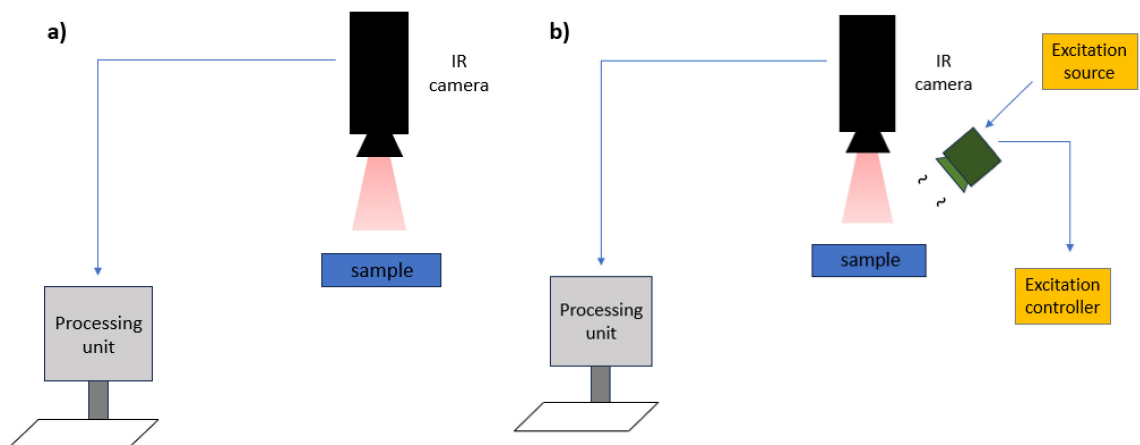 a)
IR
camera
sample
Processing
unit
b)
IR
camera
Excitation
source
sample
Excitation
controller
Processing
unit